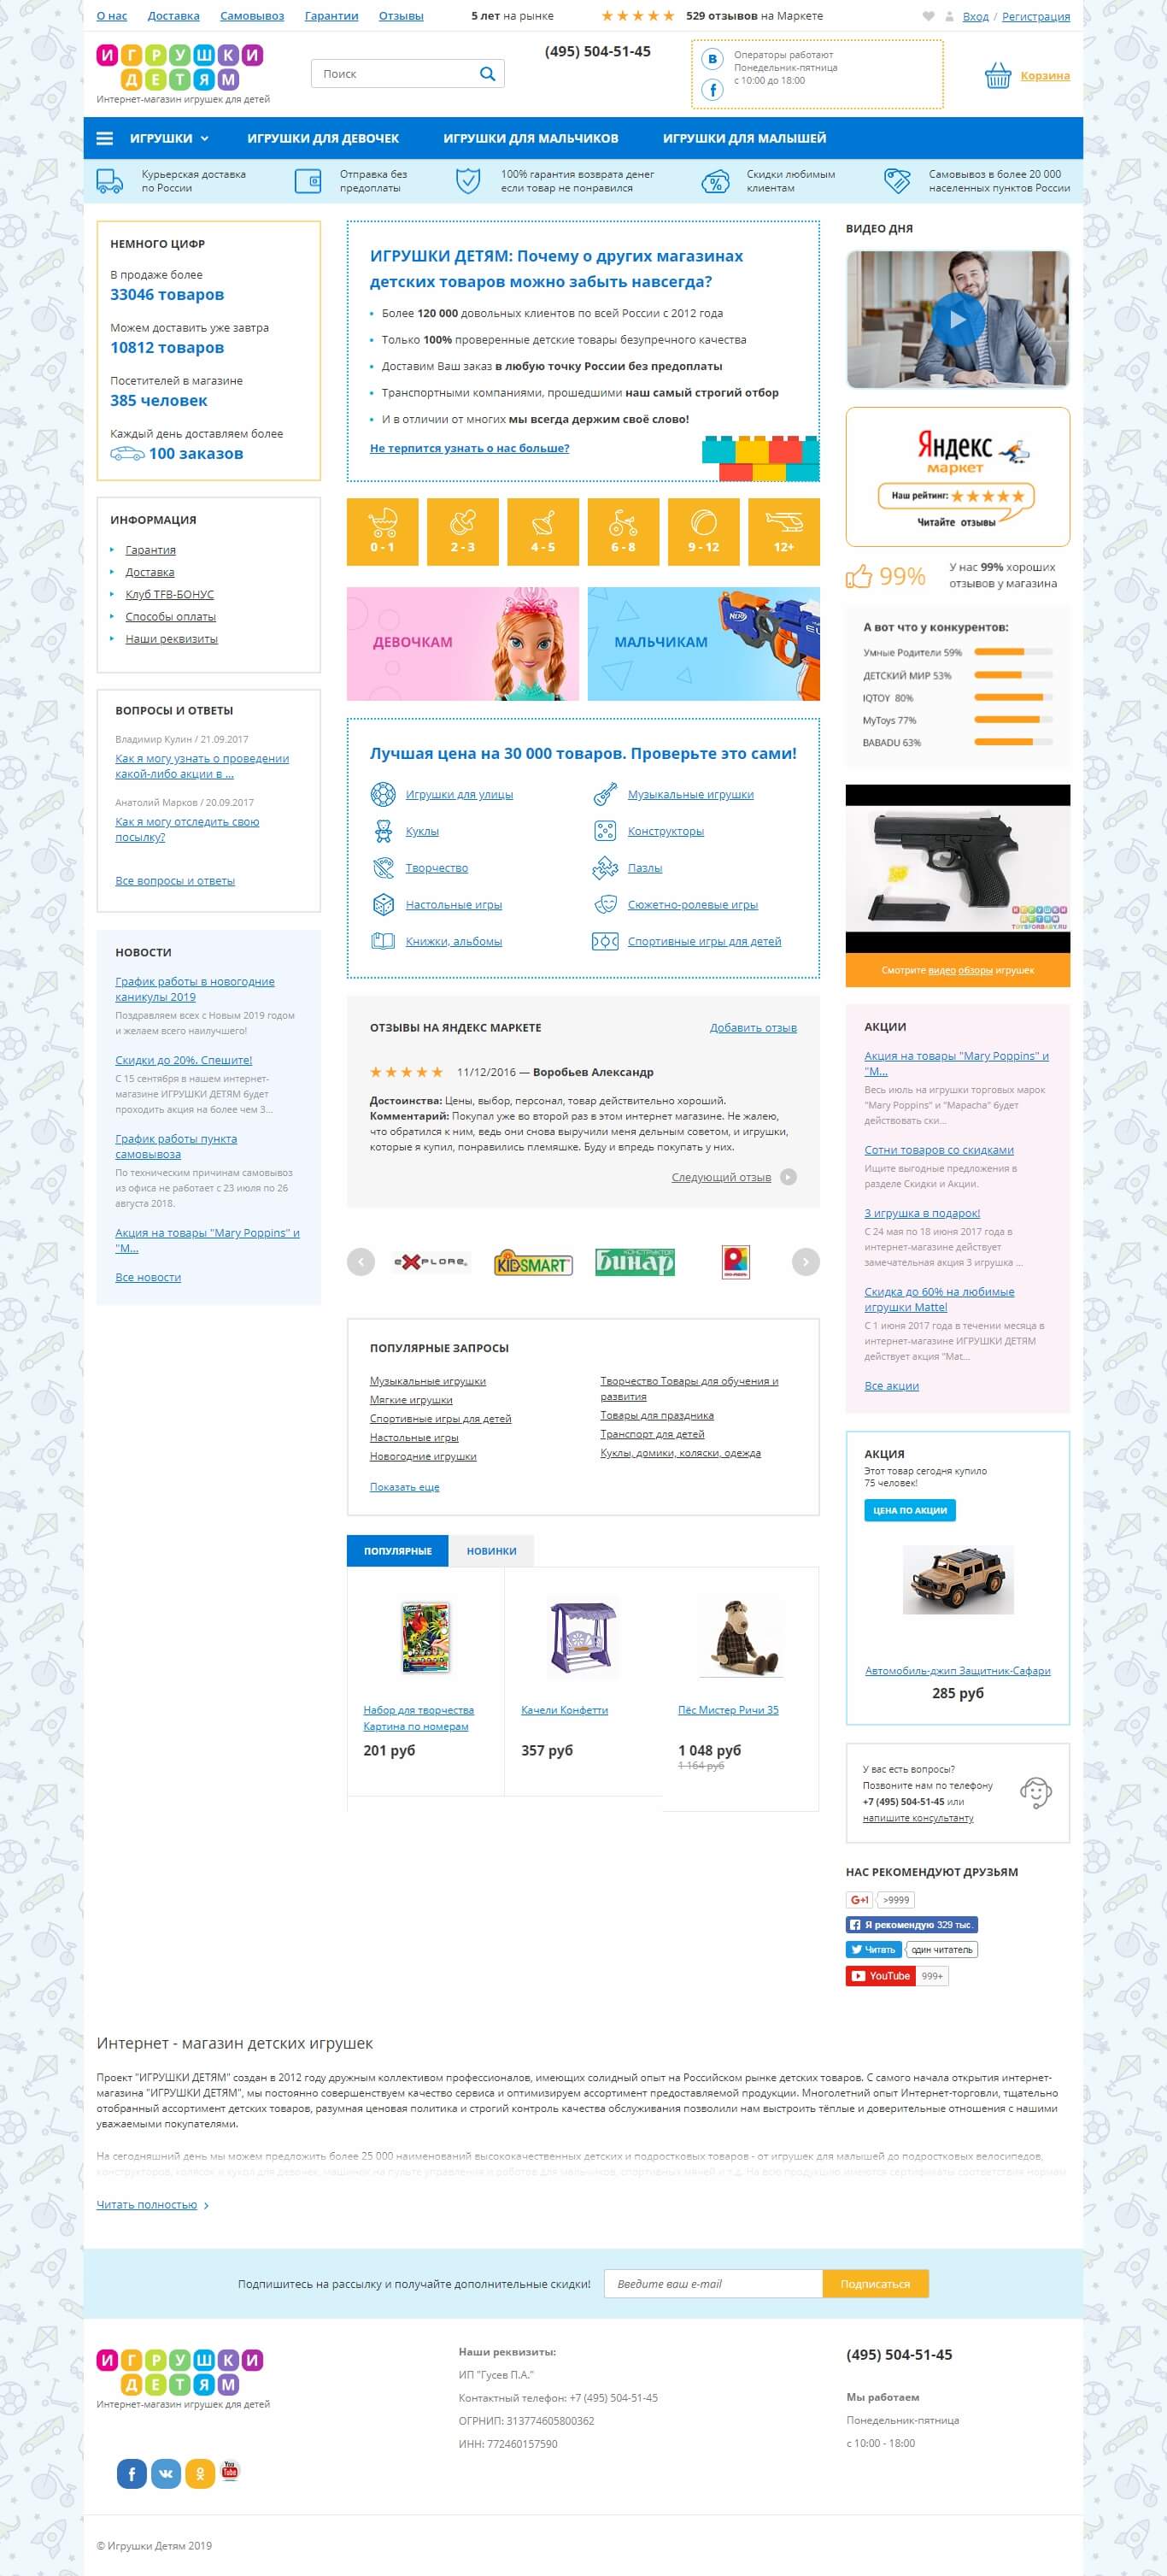 О нас
Доставка
Самовывоз
Гарантии
Отзывы
5 лет на рынке
529 отзывов на Маркете
Вход / Регистрация
ИГРУШКИ
ДЕТЯМ
Интернет-магазин игрушек для детей
Поиск
(495) 504-51-45
Операторы работают
Понедельник-пятница
с 10:00 до 18:00
Корзина
ИГРУШКИ
ИГРУШКИ ДЛЯ ДЕВОЧЕК
ИГРУШКИ ДЛЯ МАЛЬЧИКОВ
ИГРУШКИ ДЛЯ МАЛЫШЕЙ
Курьерская доставка
по России
Отправка без
предоплаты
100% гарантия возврата денег
если товар не понравился
Скидки любимым
клиентам
Самовывоз в более 20 000
населенных пунктов России
НЕМНОГО ЦИФР
В продаже более
33046 товаров
Можем доставить уже завтра
10812 товаров
Посетителей в магазине
385 человек
Каждый день доставляем более
100 заказов
ИНФОРМАЦИЯ
Гарантия
Доставка
Клуб TFB-БОНУС
Способы оплаты
Наши реквизиты
ВОПРОСЫ И ОТВЕТЫ
Владимир Кулин / 21.09.2017
Как я могу узнать о проведении
какой-либо акции в ...
Анатолий Марков / 20.09.2017
Как я могу отследить свою
посылку?
Все вопросы и ответы
НОВОСТИ
График работы в новогодние
каникулы 2019
Поздравляем всех с Новым 2019 годом
и желаем всего наилучшего!
Скидки до 20%. Спешите!
С 15 сентября в нашем интернет-
магазине ИГРУШКИ ДЕТЯМ будет
проходить акция на более чем 3...
График работы пункта
самовывоза
По техническим причинам самовывоз
из офиса не работает с 23 июля по 26
августа 2018.
Акция на товары "Mary Poppins" и
"М...
Все новости
ИГРУШКИ ДЕТЯМ: Почему о других магазинах
детских товаров можно забыть навсегда?
Более 120 000 довольных клиентов по всей России с 2012 года
Только 100% проверенные детские товары безупречного качества
Доставим Ваш заказ в любую точку России без предоплаты
Транспортными компаниями, прошедшими наш самый строгий отбор
И в отличии от многих мы всегда держим своё слово!
Не терпится узнать о нас больше?
0 - 1
2 - 3
4 - 5
6 - 8
9 - 12
12+
ДЕВОЧКАМ
МАЛЬЧИКАМ
NERF
Лучшая цена на 30 000 товаров. Проверьте это сами!
Игрушки для улицы
Музыкальные игрушки
Куклы
Конструкторы
Творчество
Пазлы
Настольные игры
Сюжетно-ролевые игры
Книжки, альбомы
Спортивные игры для детей
ОТЗЫВЫ НА ЯНДЕКС МАРКЕТЕ
Добавить отзыв
11/12/2016 — Воробьев Александр
Достоинства: Цены, выбор, персонал, товар действительно хороший.
Комментарий: Покупал уже во второй раз в этом интернет магазине. Не жалею,
что обратился к ним, ведь они снова выручили меня дельным советом, и игрушки,
которые я купил, понравились племяшке. Буду и впредь покупать у них.
Следующий отзыв
eXplore
KIDSMART
КОНСТРУКТОР
бинар
ПОПУЛЯРНЫЕ ЗАПРОСЫ
Музыкальные игрушки
Мягкие игрушки
Спортивные игры для детей
Настольные игры
Новогодние игрушки
Творчество Товары для обучения и
развития
Товары для праздника
Транспорт для детей
Куклы, домики, коляски, одежда
Показать еще
ПОПУЛЯРНЫЕ
НОВИНКИ
Набор для творчества
Картина по номерам
201 руб
Качели Конфетти
357 руб
Пёс Мистер Ричи 35
1 048 руб
1 164 руб
ВИДЕО ДНЯ
Яндекс
маркет
Наш рейтинг:
Читайте отзывы
99%
У нас 99% хороших
отзывов у магазина
А вот что у конкурентов:
Умные Родители 59%
ДЕТСКИЙ МИР 53%
IQTOY 80%
MyToys 77%
BABADU 63%
ИГРУШКИ
ДЕТЯМ
TOYSFORBABY.RU
Смотрите видео обзоры игрушек
АКЦИИ
Акция на товары "Mary Poppins" и
"М...
Весь июль на игрушки торговых марок
"Mary Poppins" и "Mapacha" будет
действовать ски...
Сотни товаров со скидками
Ищите выгодные предложения в
разделе Скидки и Акции.
3 игрушка в подарок!
С 24 мая по 18 июня 2017 года в
интернет-магазине действует
замечательная акция 3 игрушка ...
Скидка до 60% на любимые
игрушки Mattel
С 1 июня 2017 года в течении месяца в
интернет-магазине ИГРУШКИ ДЕТЯМ
действует акция "Mat...
Все акции
АКЦИЯ
Этот товар сегодня купило
75 человек!
ЦЕНА ПО АКЦИИ
Автомобиль-джип Защитник-Сафари
285 руб
У вас есть вопросы?
Позвоните нам по телефону
+7 (495) 504-51-45 или
напишите консультанту
НАС РЕКОМЕНДУЮТ ДРУЗЬЯМ
G+1 >9999
Я рекомендую 329 тыс.
Читать один читатель
YouTube 999+
Интернет - магазин детских игрушек
Проект "ИГРУШКИ ДЕТЯМ" создан в 2012 году дружным коллективом профессионалов, имеющих солидный опыт на Российском рынке детских товаров. С самого начала открытия интернет-
магазина "ИГРУШКИ ДЕТЯМ", мы постоянно совершенствуем качество сервиса и оптимизируем ассортимент предоставляемой продукции. Многолетний опыт Интернет-торговли, тщательно
отобранный ассортимент детских товаров, разумная ценовая политика и строгий контроль качества обслуживания позволили нам выстроить тёплые и доверительные отношения с нашими
уважаемыми покупателями.
На сегодняшний день мы можем предложить более 25 000 наименований высококачественных детских и подростковых товаров - от игрушек для малышей до подростковых велосипедов,
Читать полностью
Подпишитесь на рассылку и получайте дополнительные скидки!
Введите ваш e-mail
Подписаться
ИГРУШКИ
ДЕТЯМ
Интернет-магазин игрушек для детей
You
Tube
Наши реквизиты:
ИП "Гусев П.А."
Контактный телефон: +7 (495) 504-51-45
ОГРНИП: 313774605800362
ИНН: 772460157590
(495) 504-51-45
Мы работаем
Понедельник-пятница
с 10:00 - 18:00
© Игрушки Детям 2019